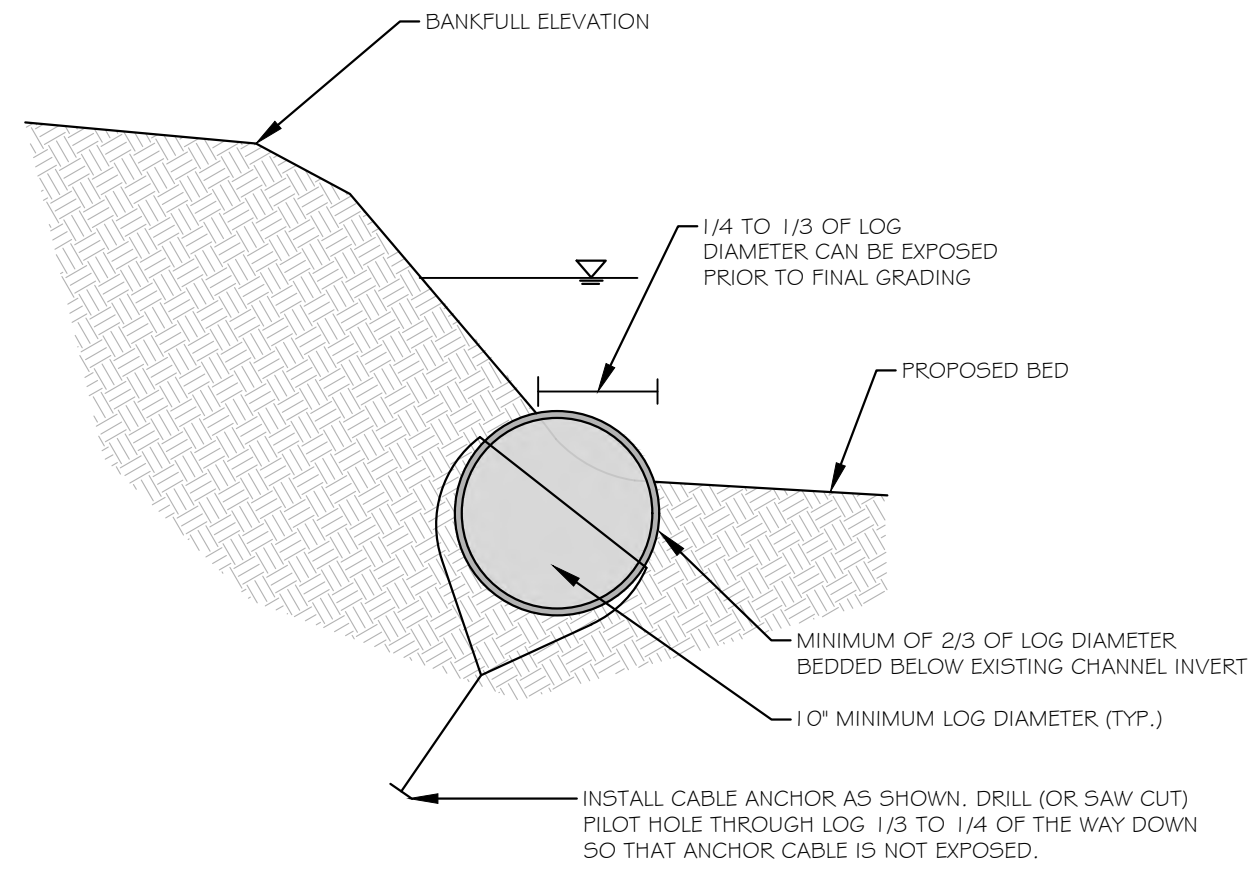 BANKFULL ELEVATION
1/4 TO 1/3 OF LOG
DIAMETER CAN BE EXPOSED
PRIOR TO FINAL GRADING
PROPOSED BED
MINIMUM OF 2/3 OF LOG DIAMETER
BEDDED BELOW EXISTING CHANNEL INVERT
10" MINIMUM LOG DIAMETER (TYP.)
INSTALL CABLE ANCHOR AS SHOWN. DRILL (OR SAW CUT)
PILOT HOLE THROUGH LOG 1/3 TO 1/4 OF THE WAY DOWN
SO THAT ANCHOR CABLE IS NOT EXPOSED.